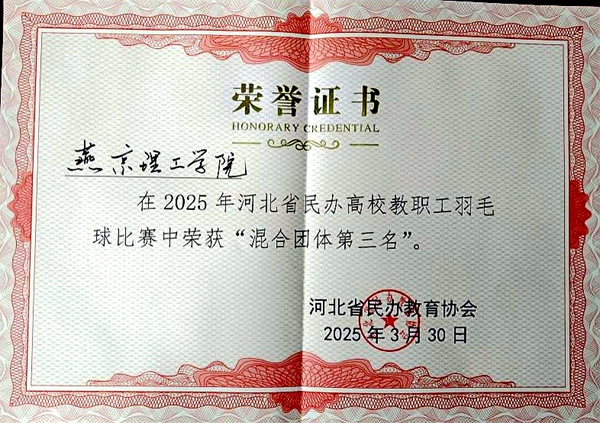 荣誉证书
HONORARY CREDENTIAL
燕京理工学院
在2025年河北省民办高校教职工羽毛
球比赛中荣获“混合团体第三名”。
河北省民办教育协会
2025年3月30日